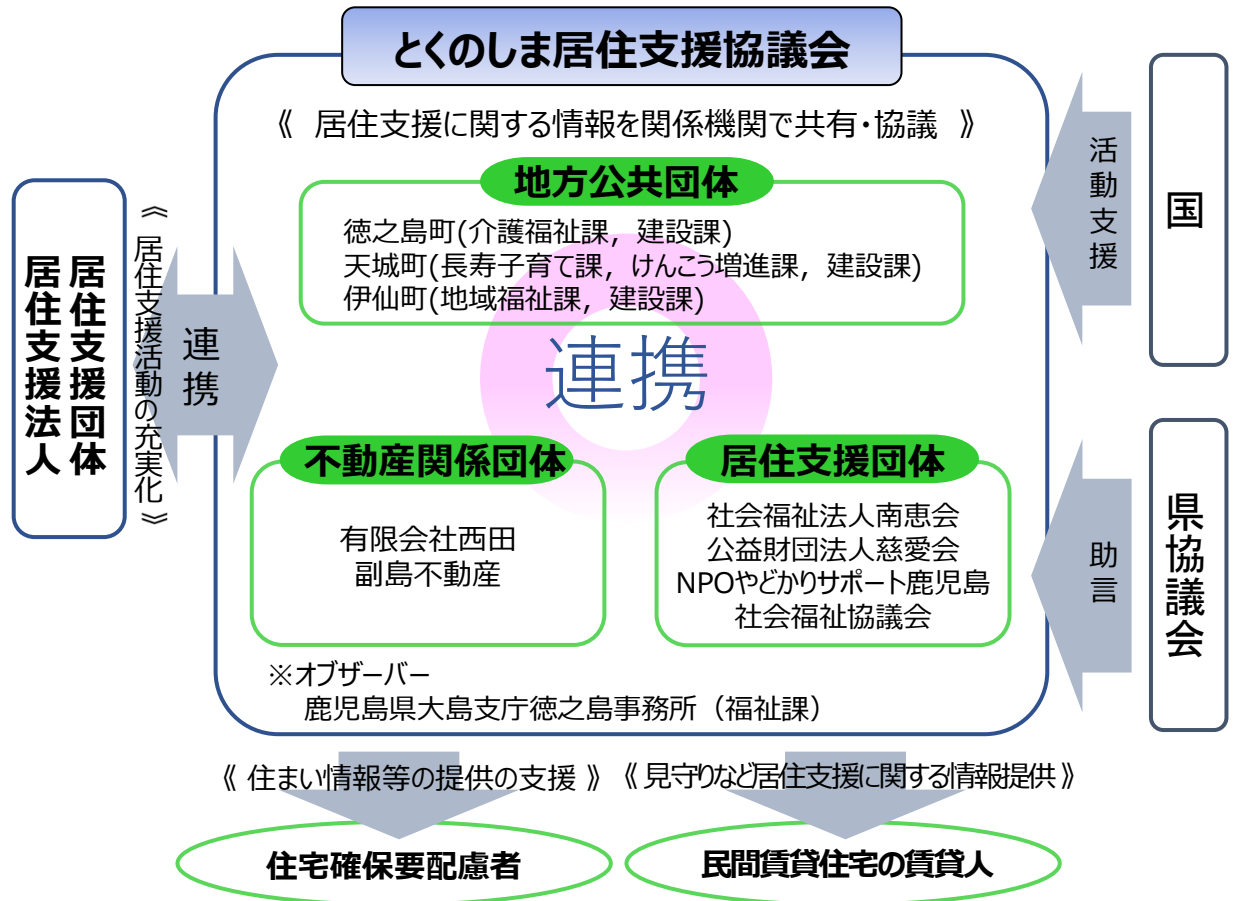 とくのしま居住支援協議会
《 居住支援に関する情報を関係機関で共有・協議 》
地方公共団体
徳之島町(介護福祉課，建設課)
天城町(長寿子育て課，けんこう増進課，建設課)
伊仙町(地域福祉課，建設課)
連携
不動産関係団体
有限会社西田
副島不動産
居住支援団体
社会福祉法人南恵会
公益財団法人慈愛会
NPOやどかりサポート鹿児島
社会福祉協議会
※オブザーバー
鹿児島県大島支庁徳之島事務所（福祉課）
居住支援団体
居住支援法人
《 居住支援活動の充実化 》
連携
活動支援
国
助言
県協議会
《 住まい情報等の提供の支援 》
《 見守りなど居住支援に関する情報提供 》
住宅確保要配慮者
民間賃貸住宅の賃貸人